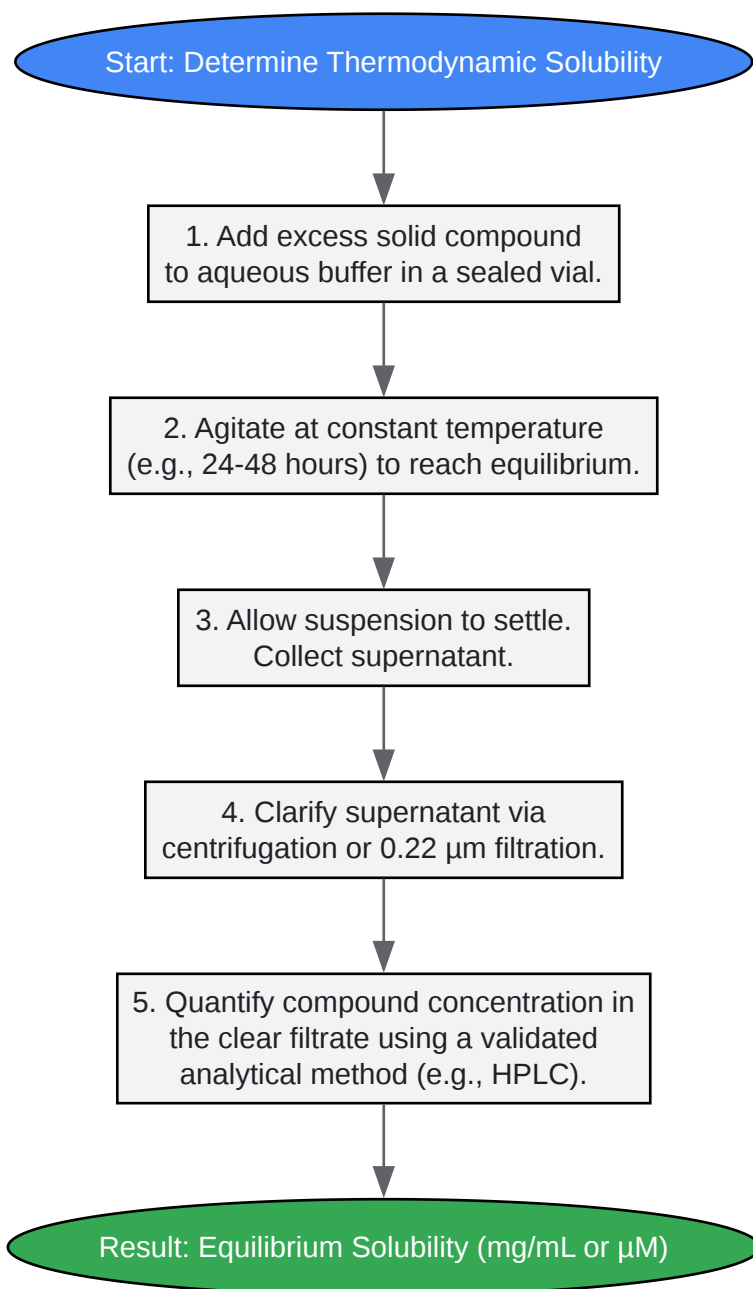 Start: Determine Thermodynamic Solubility
1. Add excess solid compound
to aqueous buffer in a sealed vial.
2. Agitate at constant temperature
(e.g., 24-48 hours) to reach equilibrium.
3. Allow suspension to settle.
Collect supernatant.
4. Clarify supernatant via
centrifugation or 0.22 µm filtration.
5. Quantify compound concentration in
the clear filtrate using a validated
analytical method (e.g., HPLC).
Result: Equilibrium Solubility (mg/mL or µM)